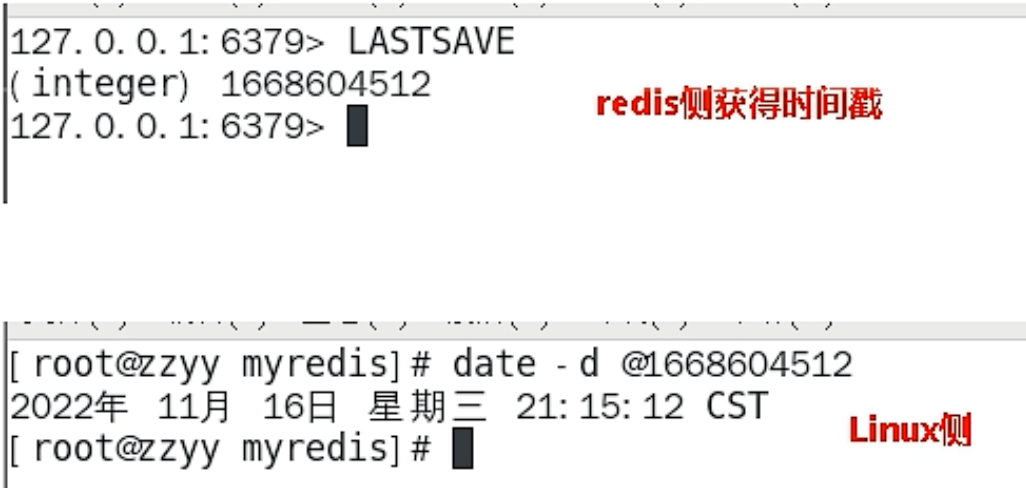 127.0.0.1:6379> LASTSAVE
(integer) 1668604512
redis侧获得时间戳
127.0.0.1:6379>
[root@zzyy myredis]# date -d @1668604512
2022年 11月 16日 星期三 21:15:12 CST
Linux侧
[root@zzyy myredis]#